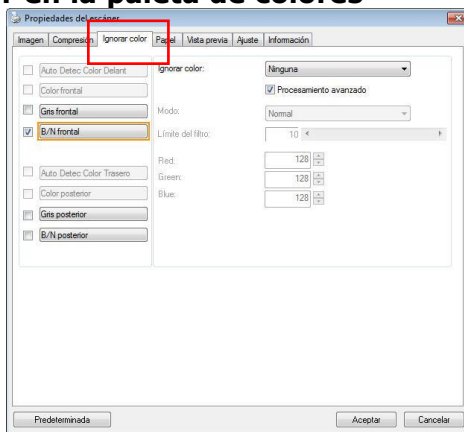 en la paleta de colores
Propiedades del escáner
Imagen Compresión Ignorar color Papel Vista previa Ajuste Información
Auto Detec Color Delant
Color frontal
Gris frontal
B/N frontal
Auto Detec Color Trasero
Color posterior
Gris posterior
B/N posterior
Ignorar color: Ninguna
Procesamiento avanzado
Modo: Normal
Límite del filtro: 10
Red: 128
Green: 128
Blue: 128
Predeterminada Aceptar Cancelar